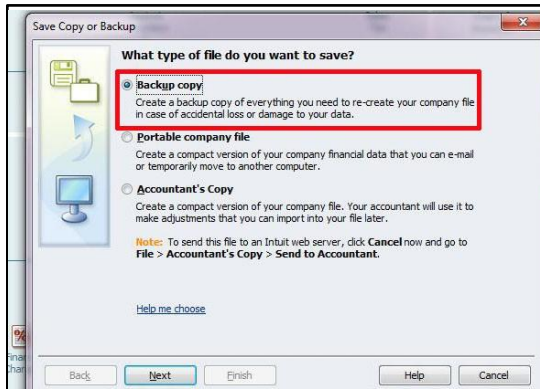 Save Copy or Backup
What type of file do you want to save?
Backup copy
Create a backup copy of everything you need to re-create your company file
in case of accidental loss or damage to your data.
Portable company file
Create a compact version of your company financial data that you can e-mail
or temporarily move to another computer.
Accountant's Copy
Create a compact version of your company file. Your accountant will use it to
make adjustments that you can import into your file later.
Note: To send this file to an Intuit web server, click Cancel now and go to
File > Accountant's Copy > Send to Accountant.
Help me choose
Back Next Finish Help Cancel